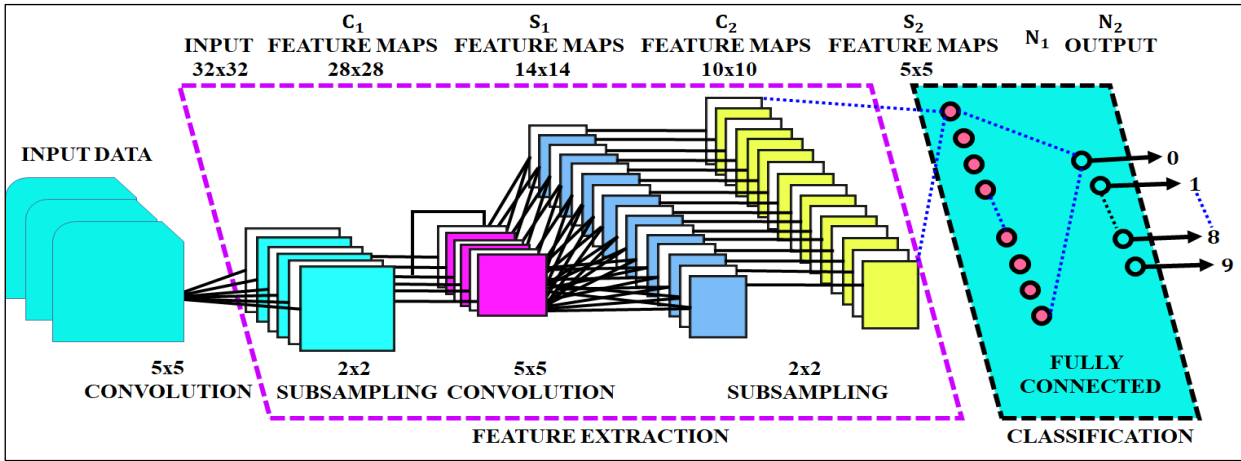 C₁
S₁
C₂
S₂
N₁
N₂
INPUT
FEATURE MAPS
FEATURE MAPS
FEATURE MAPS
FEATURE MAPS
OUTPUT
32x32
28x28
14x14
10x10
5x5
INPUT DATA
0
1
8
9
5x5
CONVOLUTION
2x2
SUBSAMPLING
5x5
CONVOLUTION
2x2
SUBSAMPLING
FULLY
CONNECTED
FEATURE EXTRACTION
CLASSIFICATION